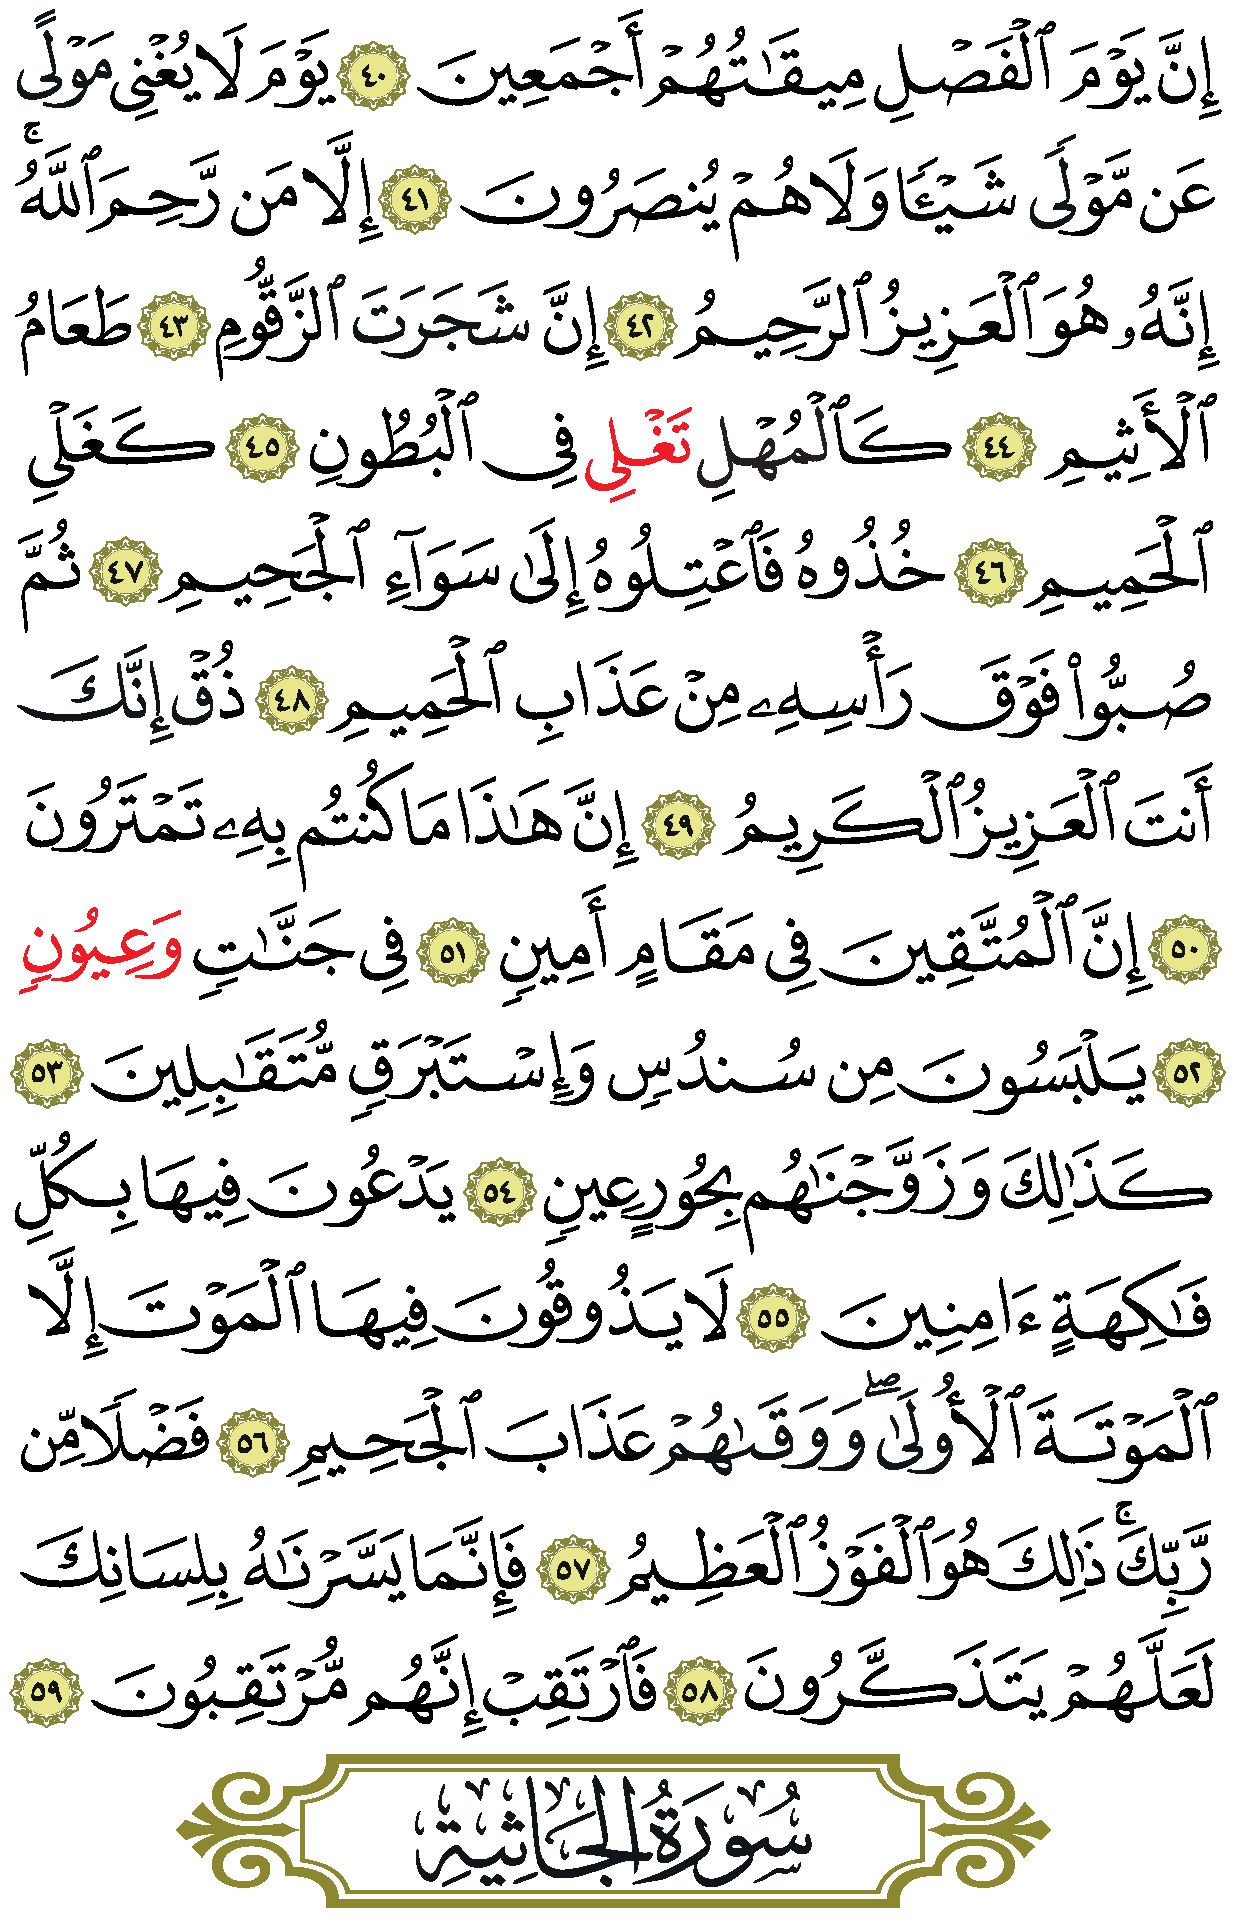 إِنَّ يَوْمَ ٱلْفَصْلِ مِيقَٰتُهُمْ أَجْمَعِينَ ٤٠ يَوْمَ لَا يُغْنِى مَوْلًى
عَن مَّوْلًى شَيْـًٔا وَلَا هُمْ يُنصَرُونَ ٤١ إِلَّا مَن رَّحِمَ ٱللَّهُ ۚ
إِنَّهُۥ هُوَ ٱلْعَزِيزُ ٱلرَّحِيمُ ٤٢ إِنَّ شَجَرَتَ ٱلزَّقُّومِ ٤٣ طَعَامُ
ٱلْأَثِيمِ ٤٤ كَٱلْمُهْلِ تَغْلِى فِى ٱلْبُطُونِ ٤٥ كَغَلْىِ
ٱلْحَمِيمِ ٤٦ خُذُوهُ فَٱعْتِلُوهُ إِلَىٰ سَوَآءِ ٱلْجَحِيمِ ٤٧ ثُمَّ
صُبُّوا۟ فَوْقَ رَأْسِهِۦ مِنْ عَذَابِ ٱلْحَمِيمِ ٤٨ ذُقْ إِنَّكَ
أَنتَ ٱلْعَزِيزُ ٱلْكَرِيمُ ٤٩ إِنَّ هَٰذَا مَا كُنتُم بِهِۦ تَمْتَرُونَ
٥٠ إِنَّ ٱلْمُتَّقِينَ فِى مَقَامٍ أَمِينٍ ٥١ فِى جَنَّٰتٍ وَعِيُونٍ
٥٢ يَلْبَسُونَ مِن سُندُسٍ وَإِسْتَبْرَقٍ مُّتَقَٰبِلِينَ ٥٣
كَذَٰلِكَ وَزَوَّجْنَٰهُم بِحُورٍ عِينٍ ٥٤ يَدْعُونَ فِيهَا بِكُلِّ
فَٰكِهَةٍ ءَامِنِينَ ٥٥ لَا يَذُوقُونَ فِيهَا ٱلْمَوْتَ إِلَّا
ٱلْمَوْتَةَ ٱلْأُولَىٰ ۖ وَوَقَىٰهُمْ عَذَابَ ٱلْجَحِيمِ ٥٦ فَضْلًا مِّن
رَّبِّكَ ۚ ذَٰلِكَ هُوَ ٱلْفَوْزُ ٱلْعَظِيمُ ٥٧ فَإِنَّمَا يَسَّرْنَٰهُ بِلِسَانِكَ
لَعَلَّهُمْ يَتَذَكَّرُونَ ٥٨ فَٱرْتَقِبْ إِنَّهُم مُّرْتَقِبُونَ ٥٩
سُورَةُ الجَاثِيَةِ